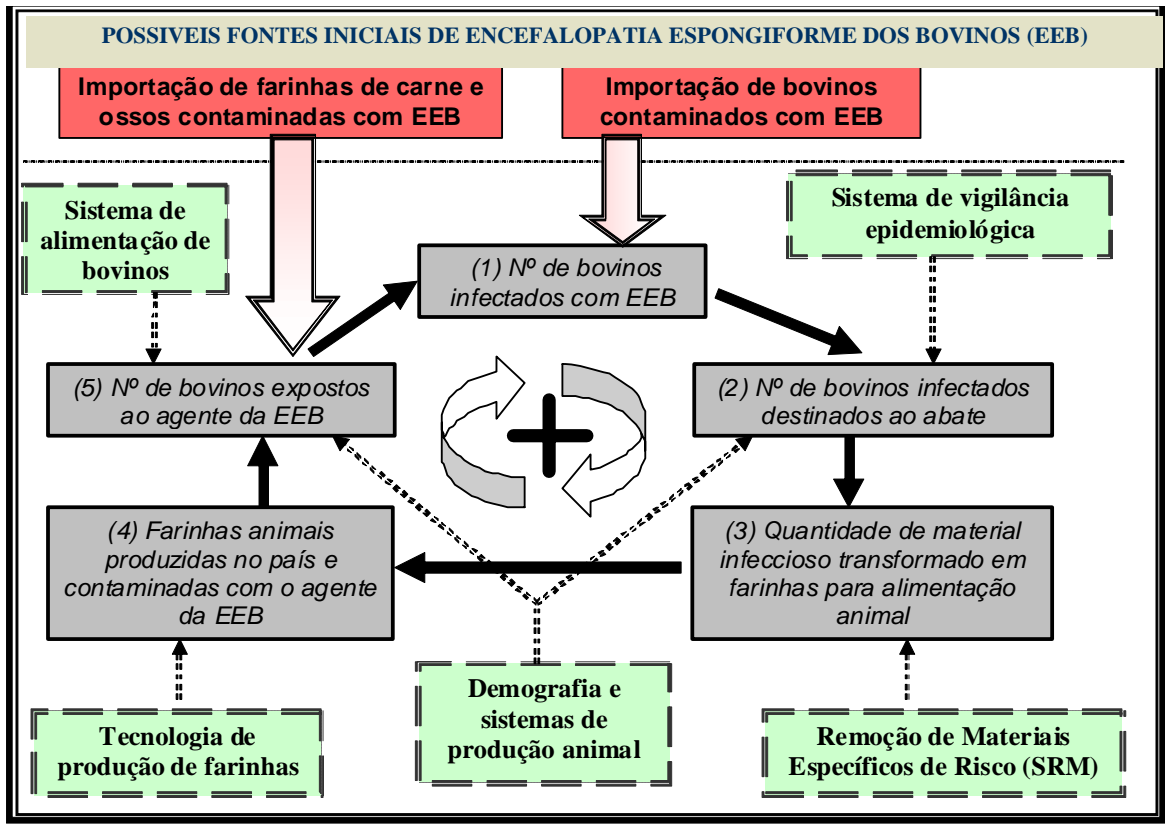 POSSIVEIS FONTES INICIAIS DE ENCEFALOPATIA ESPONGIFORME DOS BOVINOS (EEB)
Importação de farinhas de carne e
ossos contaminadas com EEB
Importação de bovinos
contaminados com EEB
Sistema de
alimentação de
bovinos
Sistema de vigilância
epidemiológica
(1) Nº de bovinos
infectados com EEB
(5) Nº de bovinos expostos
ao agente da EEB
(2) Nº de bovinos infectados
destinados ao abate
(4) Farinhas animais
produzidas no país e
contaminadas com o agente
da EEB
(3) Quantidade de material
infeccioso transformado em
farinhas para alimentação
animal
Demografia e
sistemas de
produção animal
Tecnologia de
produção de farinhas
Remoção de Materiais
Específicos de Risco (SRM)